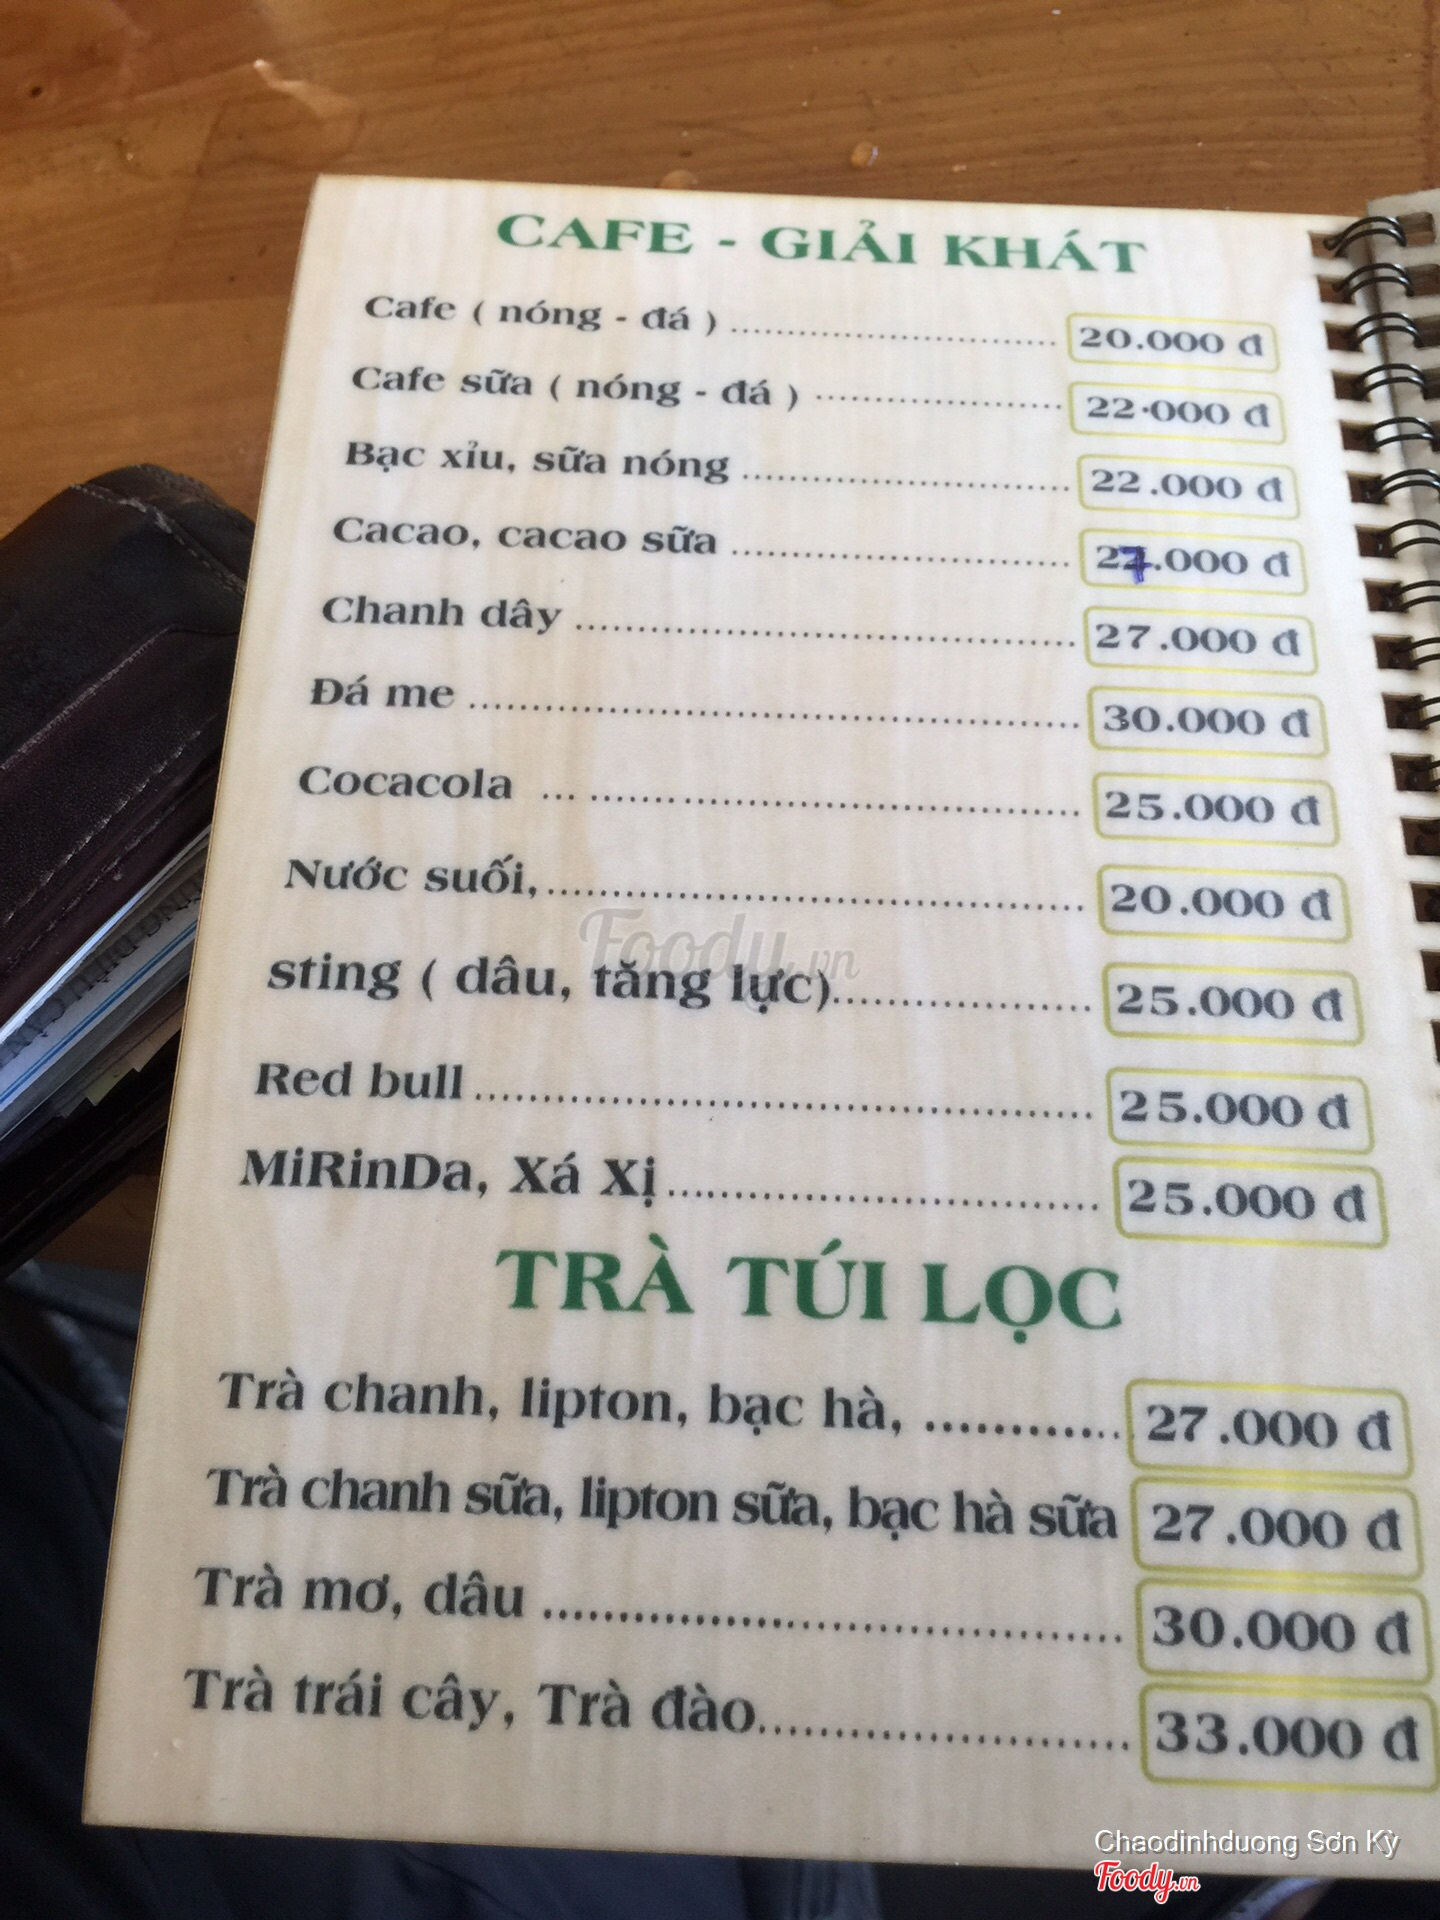 CAFE - GIẢI KHÁT
Cafe ( nóng - đá ) ........................... 20.000 đ
Cafe sữa ( nóng - đá ) ..................... 22.000 đ
Bạc xỉu, sữa nóng ........................... 22.000 đ
Cacao, cacao sữa ........................... 27.000 đ
Chanh dây ........................................ 27.000 đ
Đá me ................................................ 30.000 đ
Cocacola ... ...................................... 25.000 đ
Nước suối, .......................................... 20.000 đ
sting ( dâu, tăng lực)..................... 25.000 đ
Red bull ............................................... 25.000 đ
MiRinDa, Xá Xị ................................. 25.000 đ
TRÀ TÚI LỌC
Trà chanh, lipton, bạc hà, ............ 27.000 đ
Trà chanh sữa, lipton sữa, bạc hà sữa 27.000 đ
Trà mơ, dâu ..................................... 30.000 đ
Trà trái cây, Trà đào........................ 33.000 đ
Foody.vn
Chaodinhduong Sơn Kỳ
Foody.vn